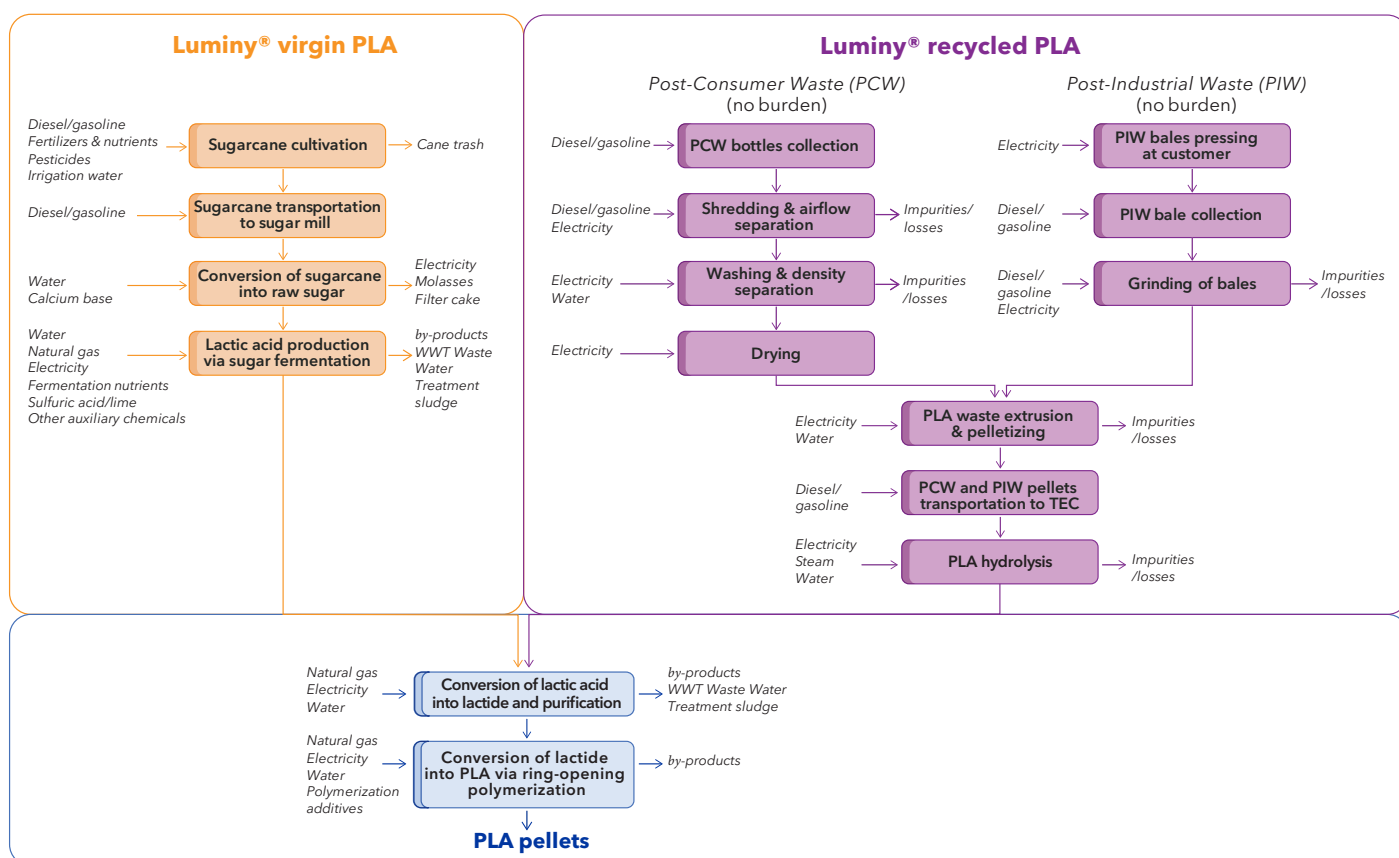 Luminy® virgin PLA
Diesel/gasoline
Fertilizers & nutrients
Pesticides
Irrigation water
Sugarcane cultivation
Cane trash
Diesel/gasoline
Sugarcane transportation
to sugar mill
Water
Calcium base
Conversion of sugarcane
into raw sugar
Electricity
Molasses
Filter cake
Water
Natural gas
Electricity
Fermentation nutrients
Sulfuric acid/lime
Other auxiliary chemicals
Lactic acid production
via sugar fermentation
by-products
WWT Waste
Water
Treatment
sludge
Luminy® recycled PLA
Post-Consumer Waste (PCW)
(no burden)
Diesel/gasoline
PCW bottles collection
Diesel/gasoline
Electricity
Shredding & airflow
separation
Impurities/
losses
Electricity
Water
Washing & density
separation
Impurities
/losses
Electricity
Drying
Post-Industrial Waste (PIW)
(no burden)
Electricity
PIW bales pressing
at customer
Diesel/
gasoline
PIW bale collection
Diesel/
gasoline
Electricity
Grinding of bales
Impurities
/losses
Electricity
Water
PLA waste extrusion
& pelletizing
Impurities
/losses
Diesel/
gasoline
PCW and PIW pellets
transportation to TEC
Electricity
Steam
Water
PLA hydrolysis
Impurities
/losses
Natural gas
Electricity
Water
Conversion of lactic acid
into lactide and purification
by-products
WWT Waste Water
Treatment sludge
Natural gas
Electricity
Water
Polymerization
additives
Conversion of lactide
into PLA via ring-opening
polymerization
by-products
PLA pellets